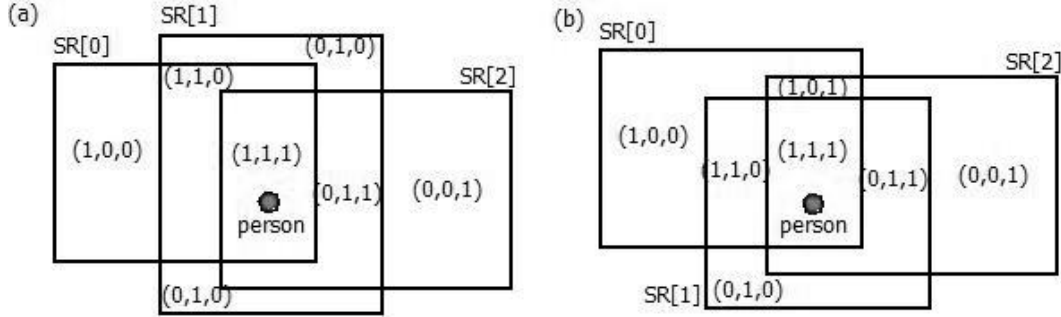 (a)
SR[1]
SR[0]
(0,1,0)
(1,1,0)
SR[2]
(1,0,0)
(1,1,1)
(0,1,1)
(0,0,1)
person
(0,1,0)
(b)
SR[0]
SR[2]
(1,0,1)
(1,0,0)
(1,1,1)
(1,1,0)
(0,1,1)
(0,0,1)
person
SR[1]
(0,1,0)